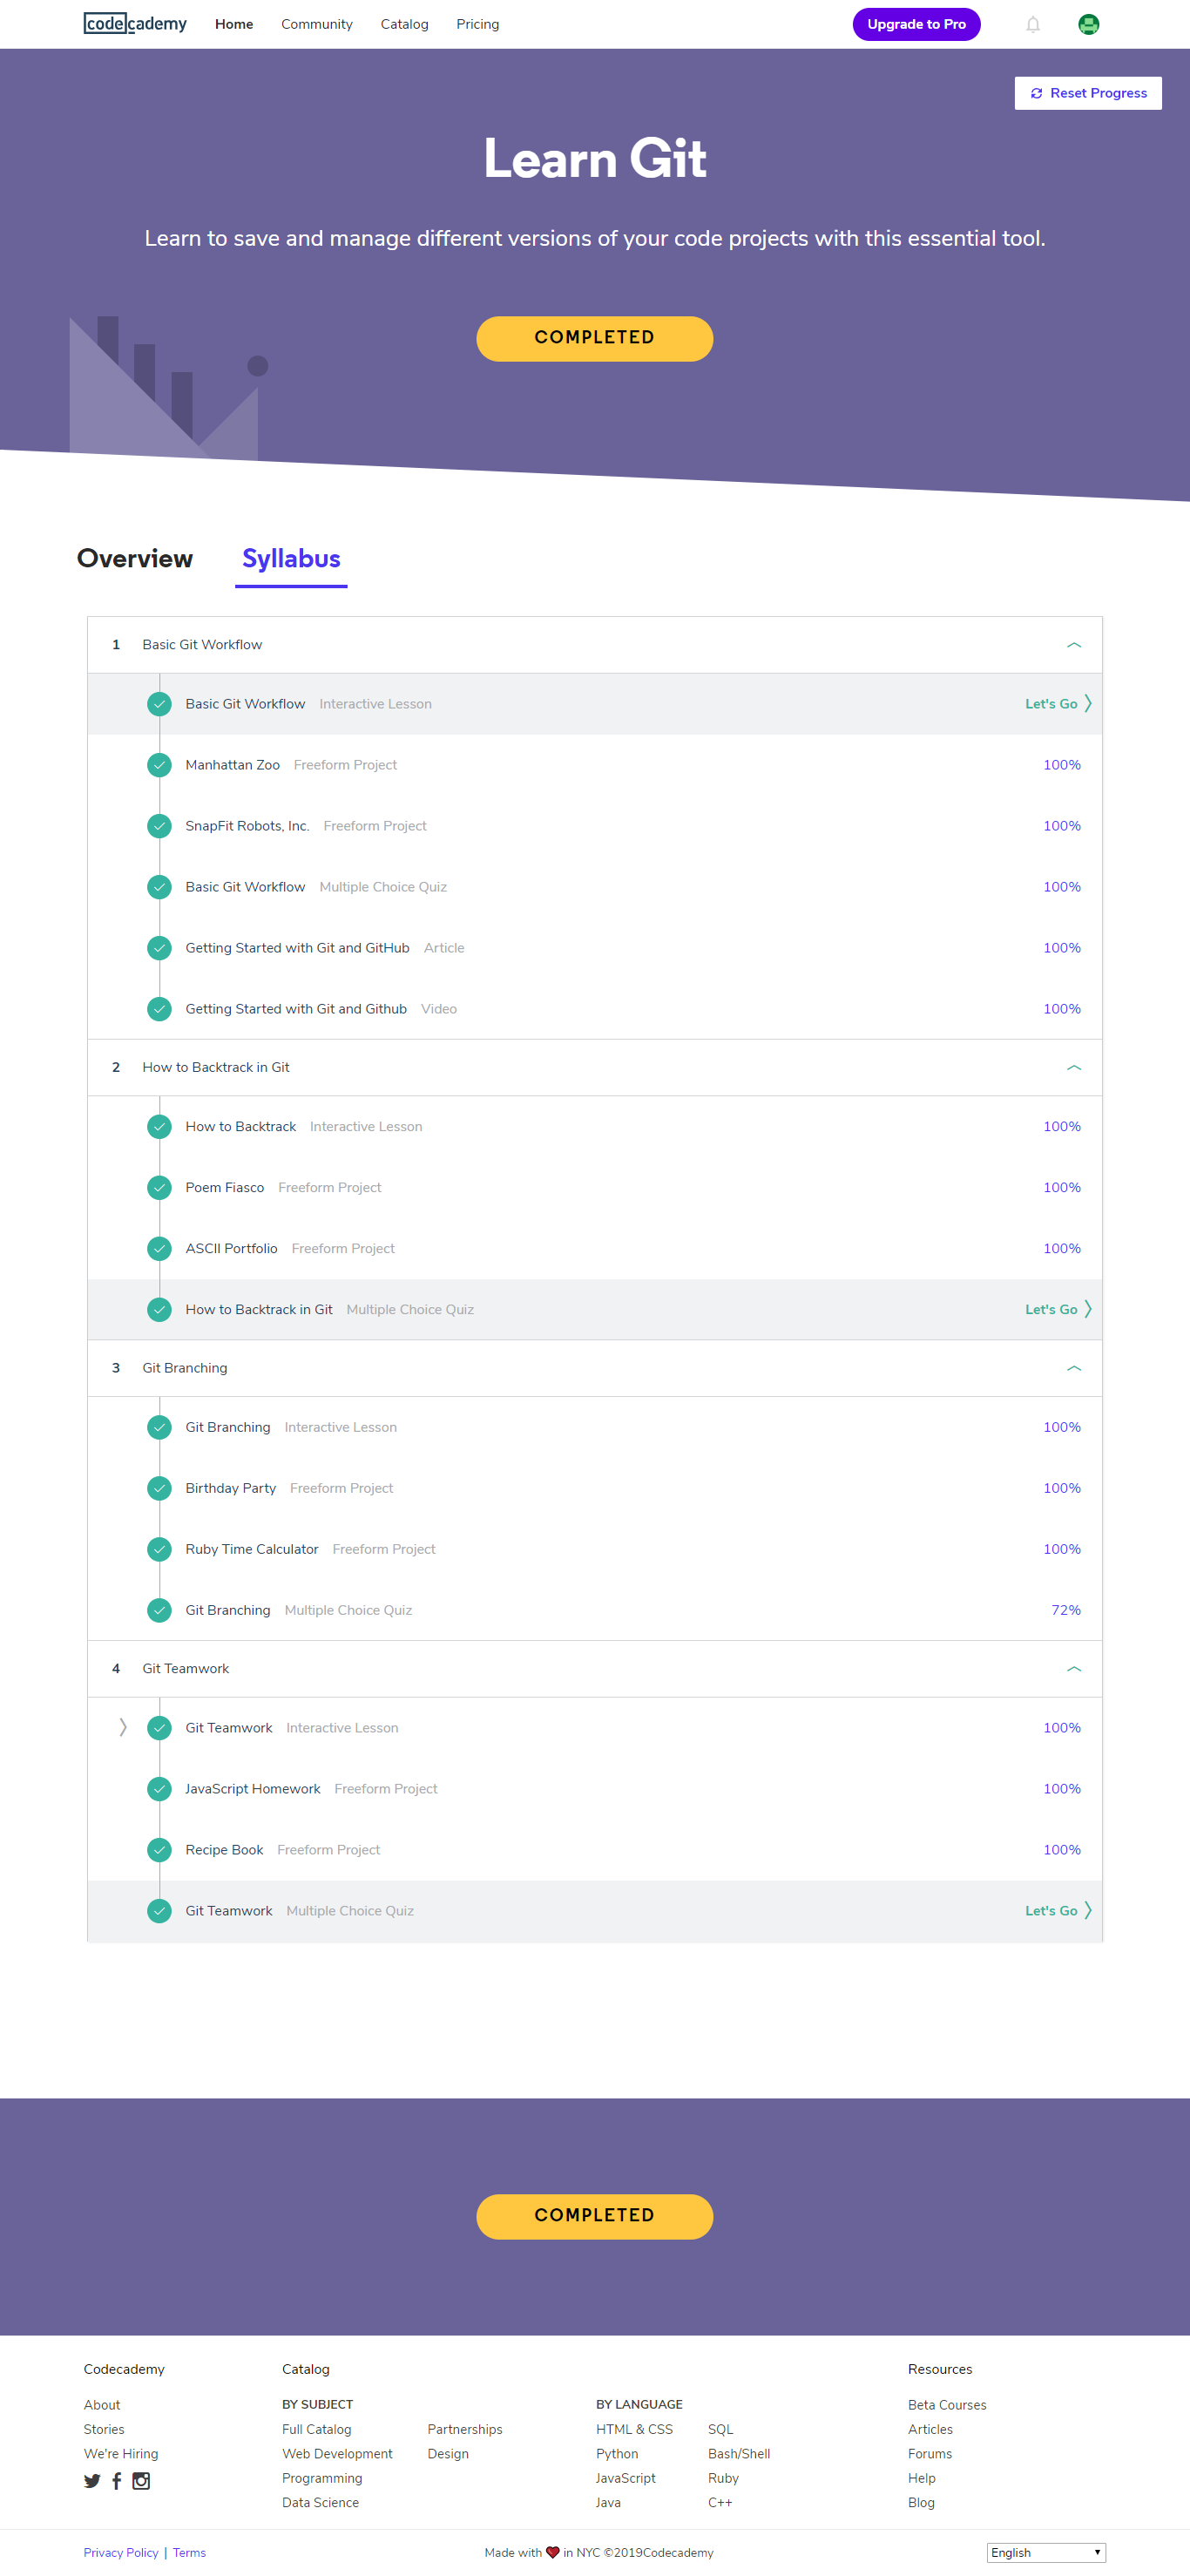 codecademy Home Community Catalog Pricing Upgrade to Pro
Reset Progress
Learn Git
Learn to save and manage different versions of your code projects with this essential tool.
COMPLETED
Overview Syllabus
1 Basic Git Workflow
Basic Git Workflow Interactive Lesson Let's Go
Manhattan Zoo Freeform Project 100%
SnapFit Robots, Inc. Freeform Project 100%
Basic Git Workflow Multiple Choice Quiz 100%
Getting Started with Git and GitHub Article 100%
Getting Started with Git and Github Video 100%
2 How to Backtrack in Git
How to Backtrack Interactive Lesson 100%
Poem Fiasco Freeform Project 100%
ASCII Portfolio Freeform Project 100%
How to Backtrack in Git Multiple Choice Quiz Let's Go
3 Git Branching
Git Branching Interactive Lesson 100%
Birthday Party Freeform Project 100%
Ruby Time Calculator Freeform Project 100%
Git Branching Multiple Choice Quiz 72%
4 Git Teamwork
Git Teamwork Interactive Lesson 100%
JavaScript Homework Freeform Project 100%
Recipe Book Freeform Project 100%
Git Teamwork Multiple Choice Quiz Let's Go
COMPLETED
Codecademy Catalog Resources
About BY SUBJECT BY LANGUAGE Beta Courses
Stories Full Catalog Partnerships HTML & CSS SQL Articles
We're Hiring Web Development Design Python Bash/Shell Forums
Programming JavaScript Ruby Help
Data Science Java C++ Blog
Privacy Policy | Terms Made with ❤ in NYC ©2019Codecademy English